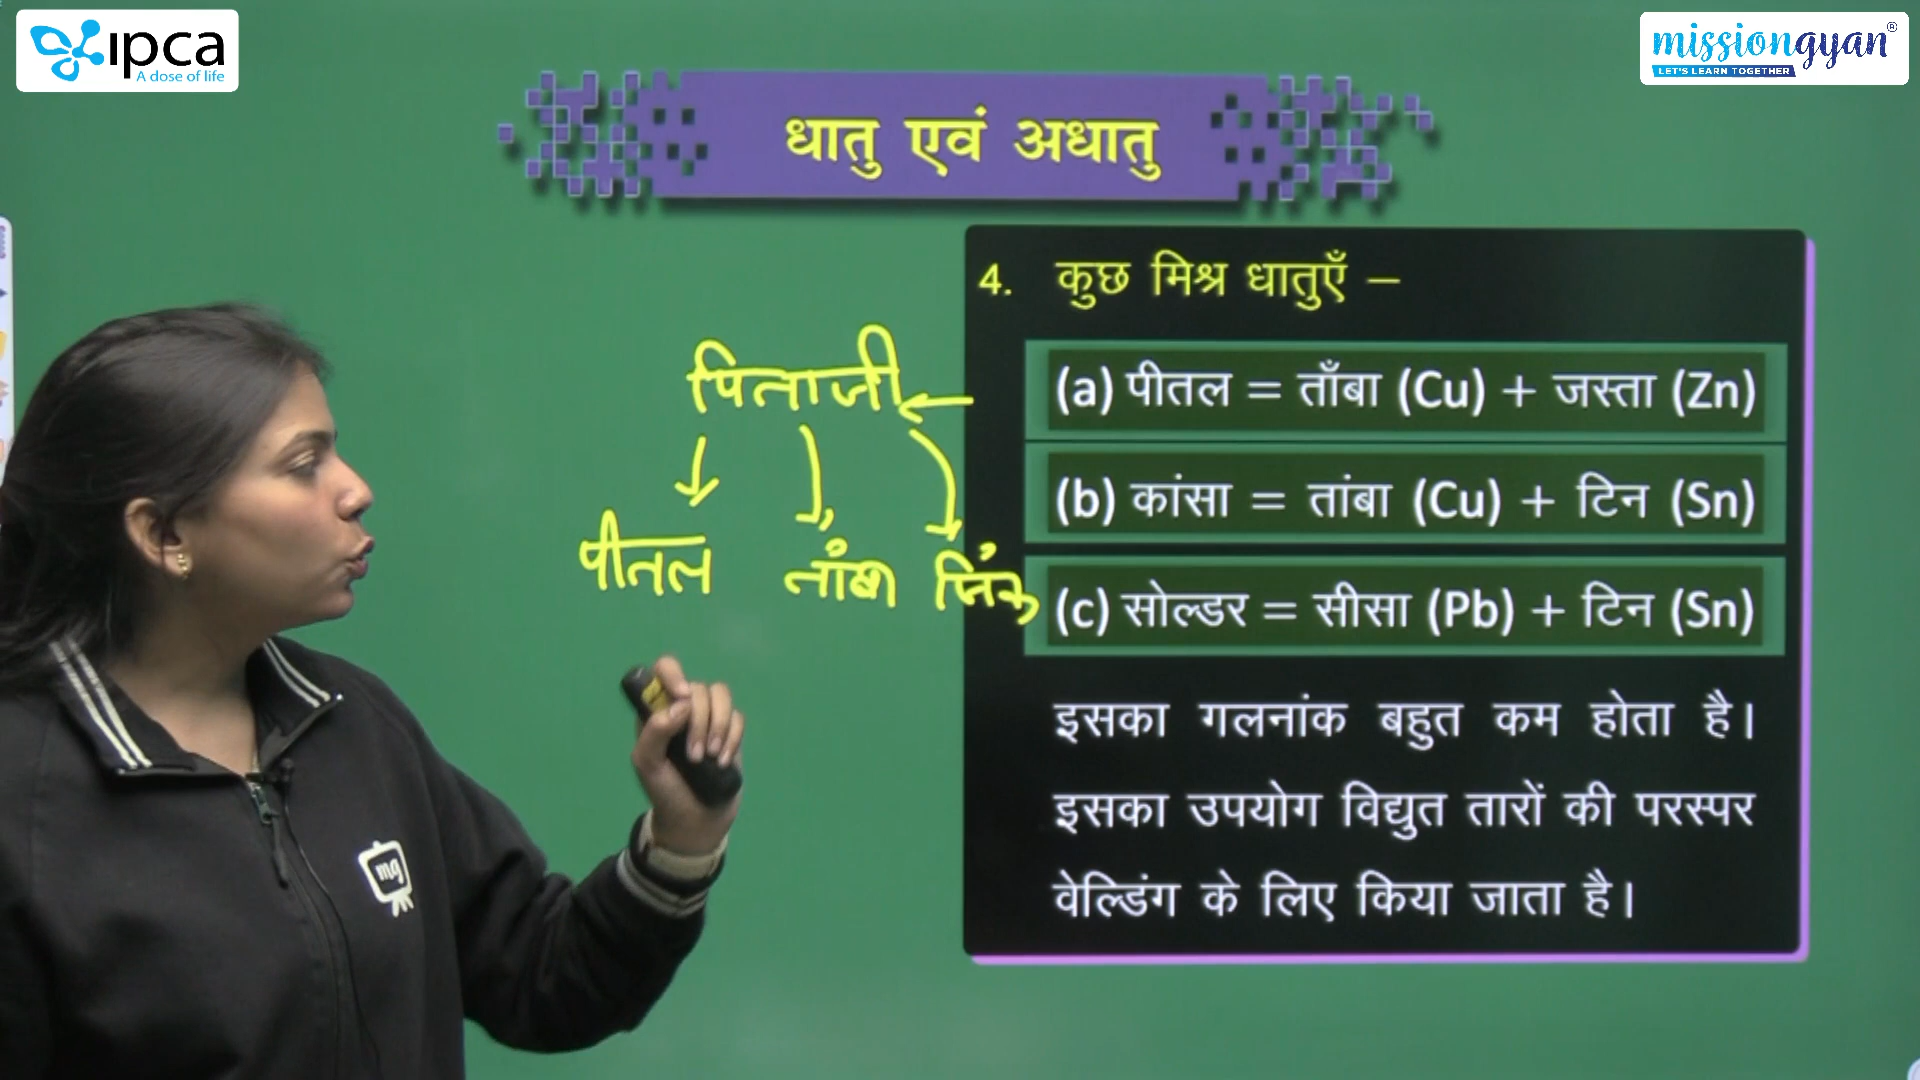 ipca
A dose of life
missiongyan®
LET'S LEARN TOGETHER
धातु एवं अधातु
4. कुछ मिश्र धातुएँ –
(a) पीतल = ताँबा (Cu) + जस्ता (Zn)
(b) कांसा = तांबा (Cu) + टिन (Sn)
(c) सोल्डर = सीसा (Pb) + टिन (Sn)
इसका गलनांक बहुत कम होता है।
इसका उपयोग विद्युत तारों की परस्पर
वेल्डिंग के लिए किया जाता है।
पिताजी
पीतल तांबा जिंक
mg